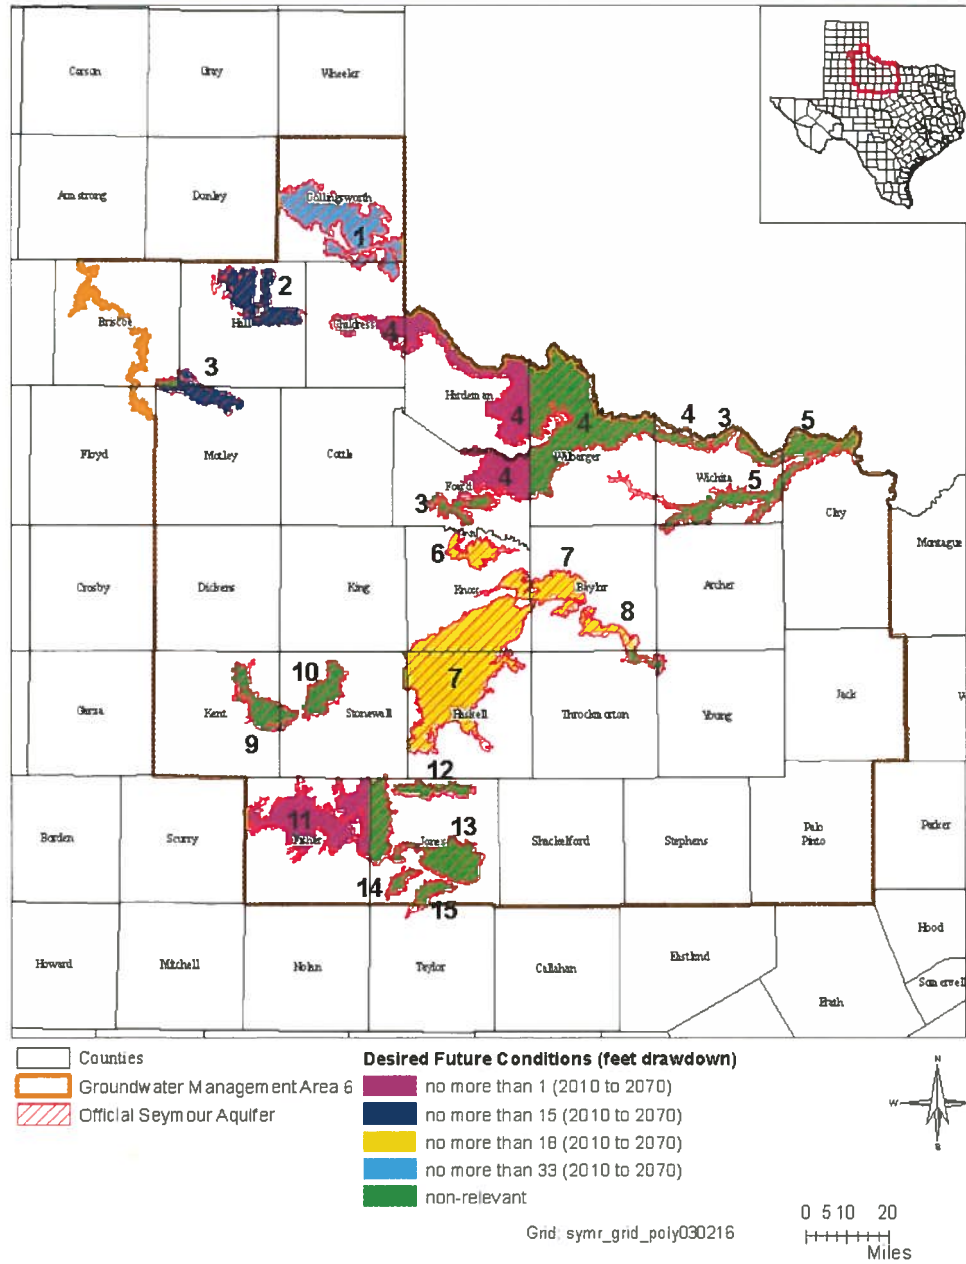 Carson
Gray
Wheeler
Armstrong
Donley
Collingsworth
1
2
Briscoe
Hall
Childress
4
3
Hardeman
4
4
4
3
5
Floyd
Motley
Cottle
Wilbarger
Foard
4
Wichita
5
3
Clay
Montague
6
7
Crosby
Dickens
King
Knox
Baylor
Archer
8
10
7
Garza
Kent
Stonewall
Haskell
Throckmorton
Young
Jack
9
12
11
13
Borden
Scurry
Fisher
Jones
Shackelford
Stephens
Palo
Pinto
Parker
14
15
Hood
Howard
Mitchell
Nolan
Taylor
Callahan
Eastland
Somervell
Erath
Counties
Groundwater Management Area 6
Official Seymour Aquifer
Desired Future Conditions (feet drawdown)
no more than 1 (2010 to 2070)
no more than 15 (2010 to 2070)
no more than 18 (2010 to 2070)
no more than 33 (2010 to 2070)
non-relevant
Grid: symr_grid_poly030216
N
W
S
0 5 10 20
Miles